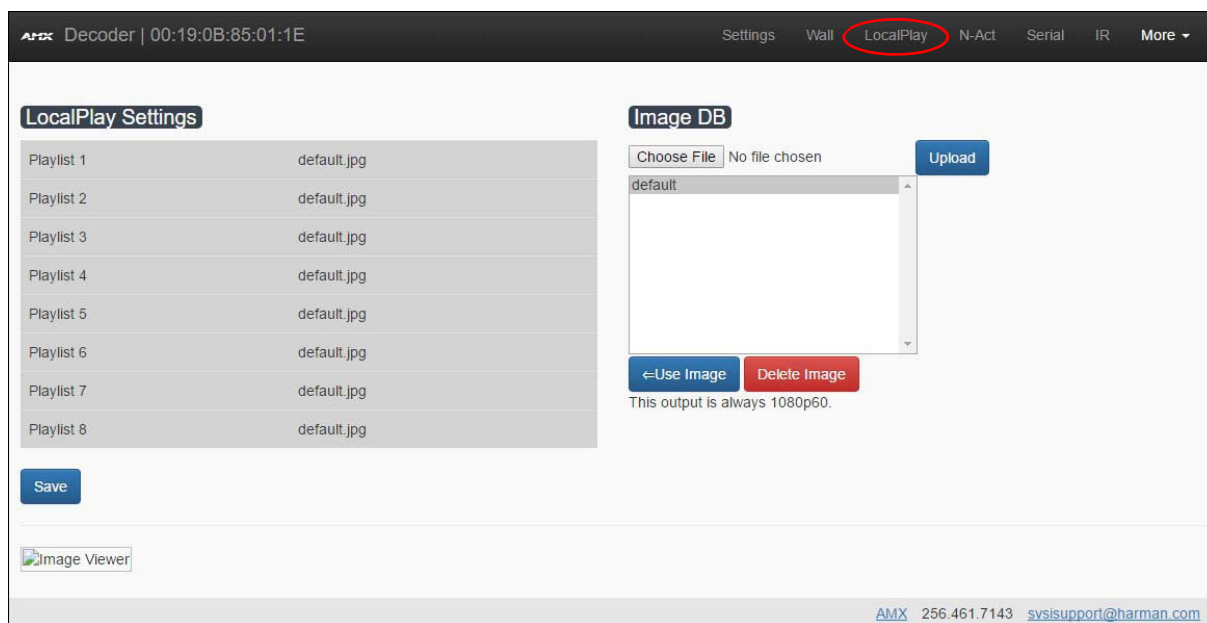 AMX Decoder | 00:19:0B:85:01:1E Settings Wall LocalPlay N-Act Serial IR More
LocalPlay Settings
Playlist 1 default.jpg
Playlist 2 default.jpg
Playlist 3 default.jpg
Playlist 4 default.jpg
Playlist 5 default.jpg
Playlist 6 default.jpg
Playlist 7 default.jpg
Playlist 8 default.jpg
Save
Image DB
Choose File No file chosen Upload
default
⇐Use Image Delete Image
This output is always 1080p60.
Image Viewer
AMX 256.461.7143 svsisupport@harman.com